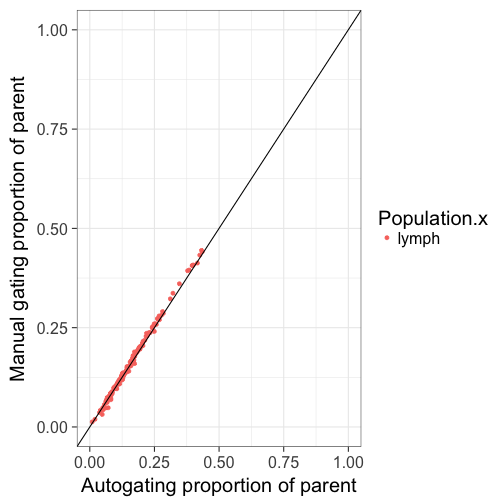 Manual gating proportion of parent
1.00
0.75
0.50
0.25
0.00
0.00 0.25 0.50 0.75 1.00
Autogating proportion of parent
Population.x
lymph